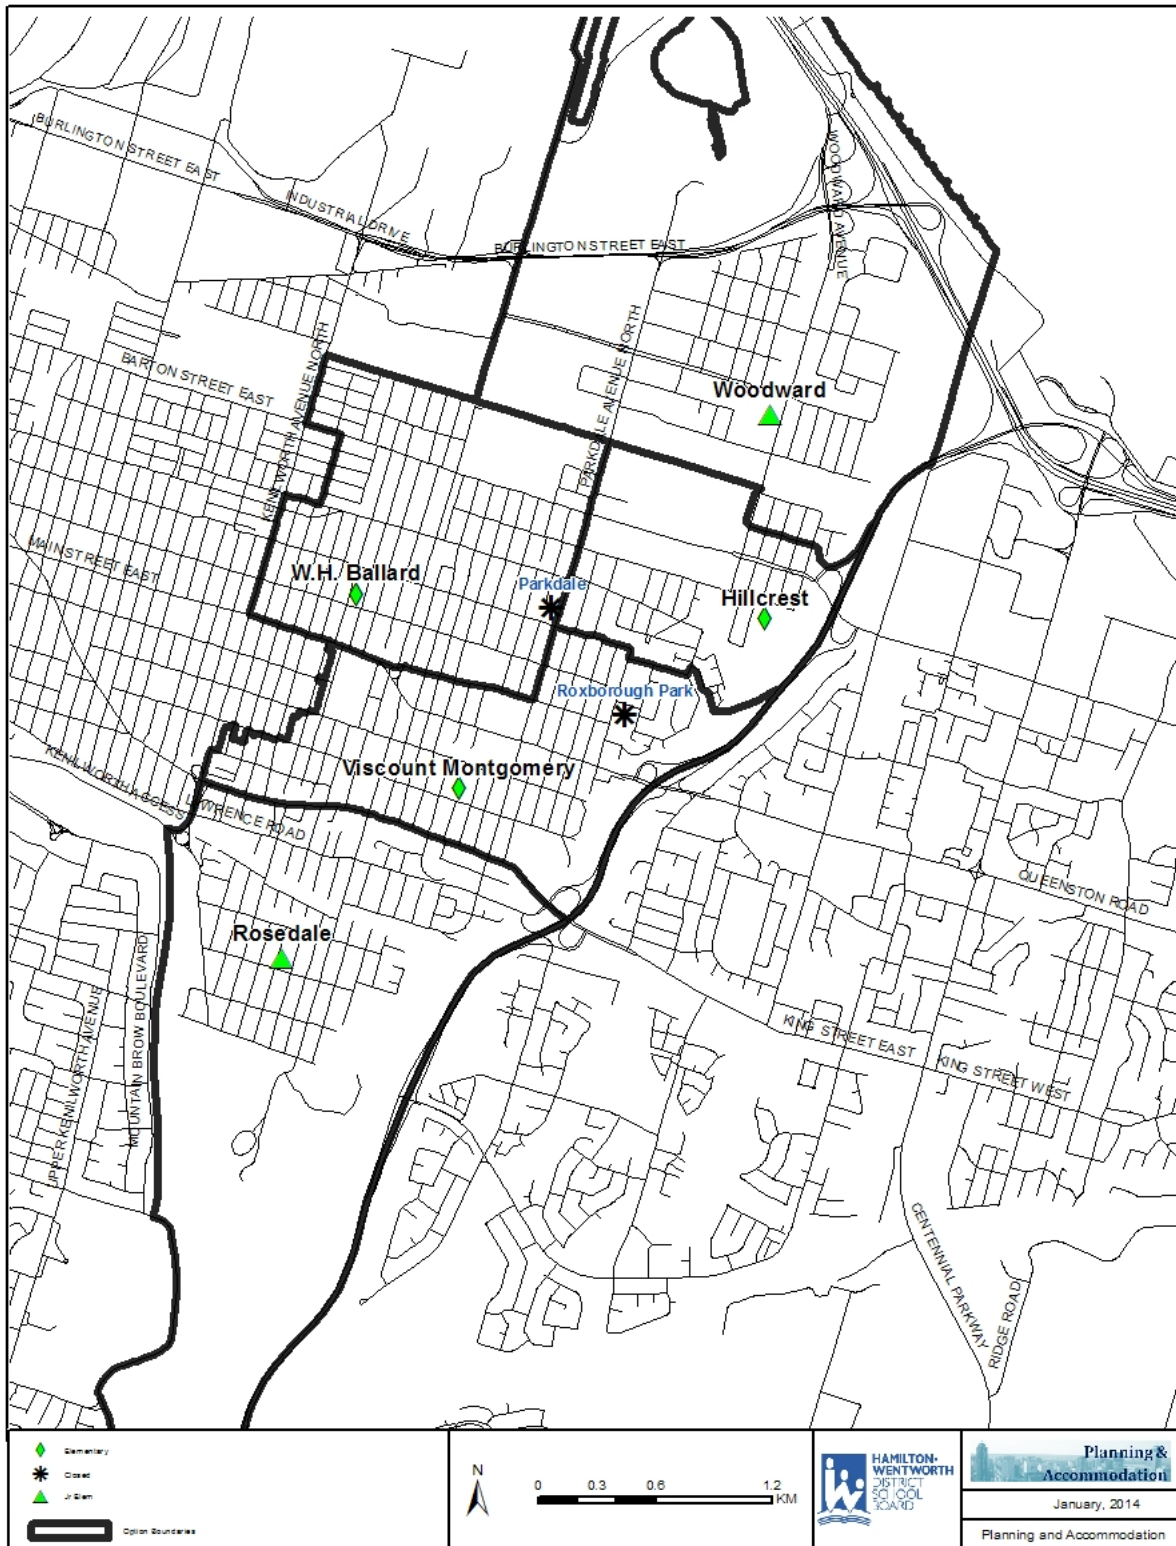 BURLINGTON STREET EAST
WOODWARD AVENUE
INDUSTRIAL DRIVE
BURLINGTON STREET EAST
KENILWORTH AVENUE NORTH
PARKDALE AVENUE NORTH
BARTON STREET EAST
Woodward
MAIN STREET EAST
W.H. Ballard
Parkdale
Hillcrest
Roxborough Park
KENILWORTH ACCESS
Viscount Montgomery
LAWRENCE ROAD
QUEENSTON ROAD
Rosedale
MOUNTAIN BROW BOULEVARD
UPPER KENILWORTH AVENUE
KING STREET EAST
KING STREET WEST
CENTENNIAL PARKWAY
RIDGE ROAD
Elementary
Closed
Jr Elem
Option Boundaries
N
0 0.3 0.6 1.2
KM
HAMILTON-
WENTWORTH
DISTRICT
SCHOOL
BOARD
Planning &
Accommodation
January, 2014
Planning and Accommodation